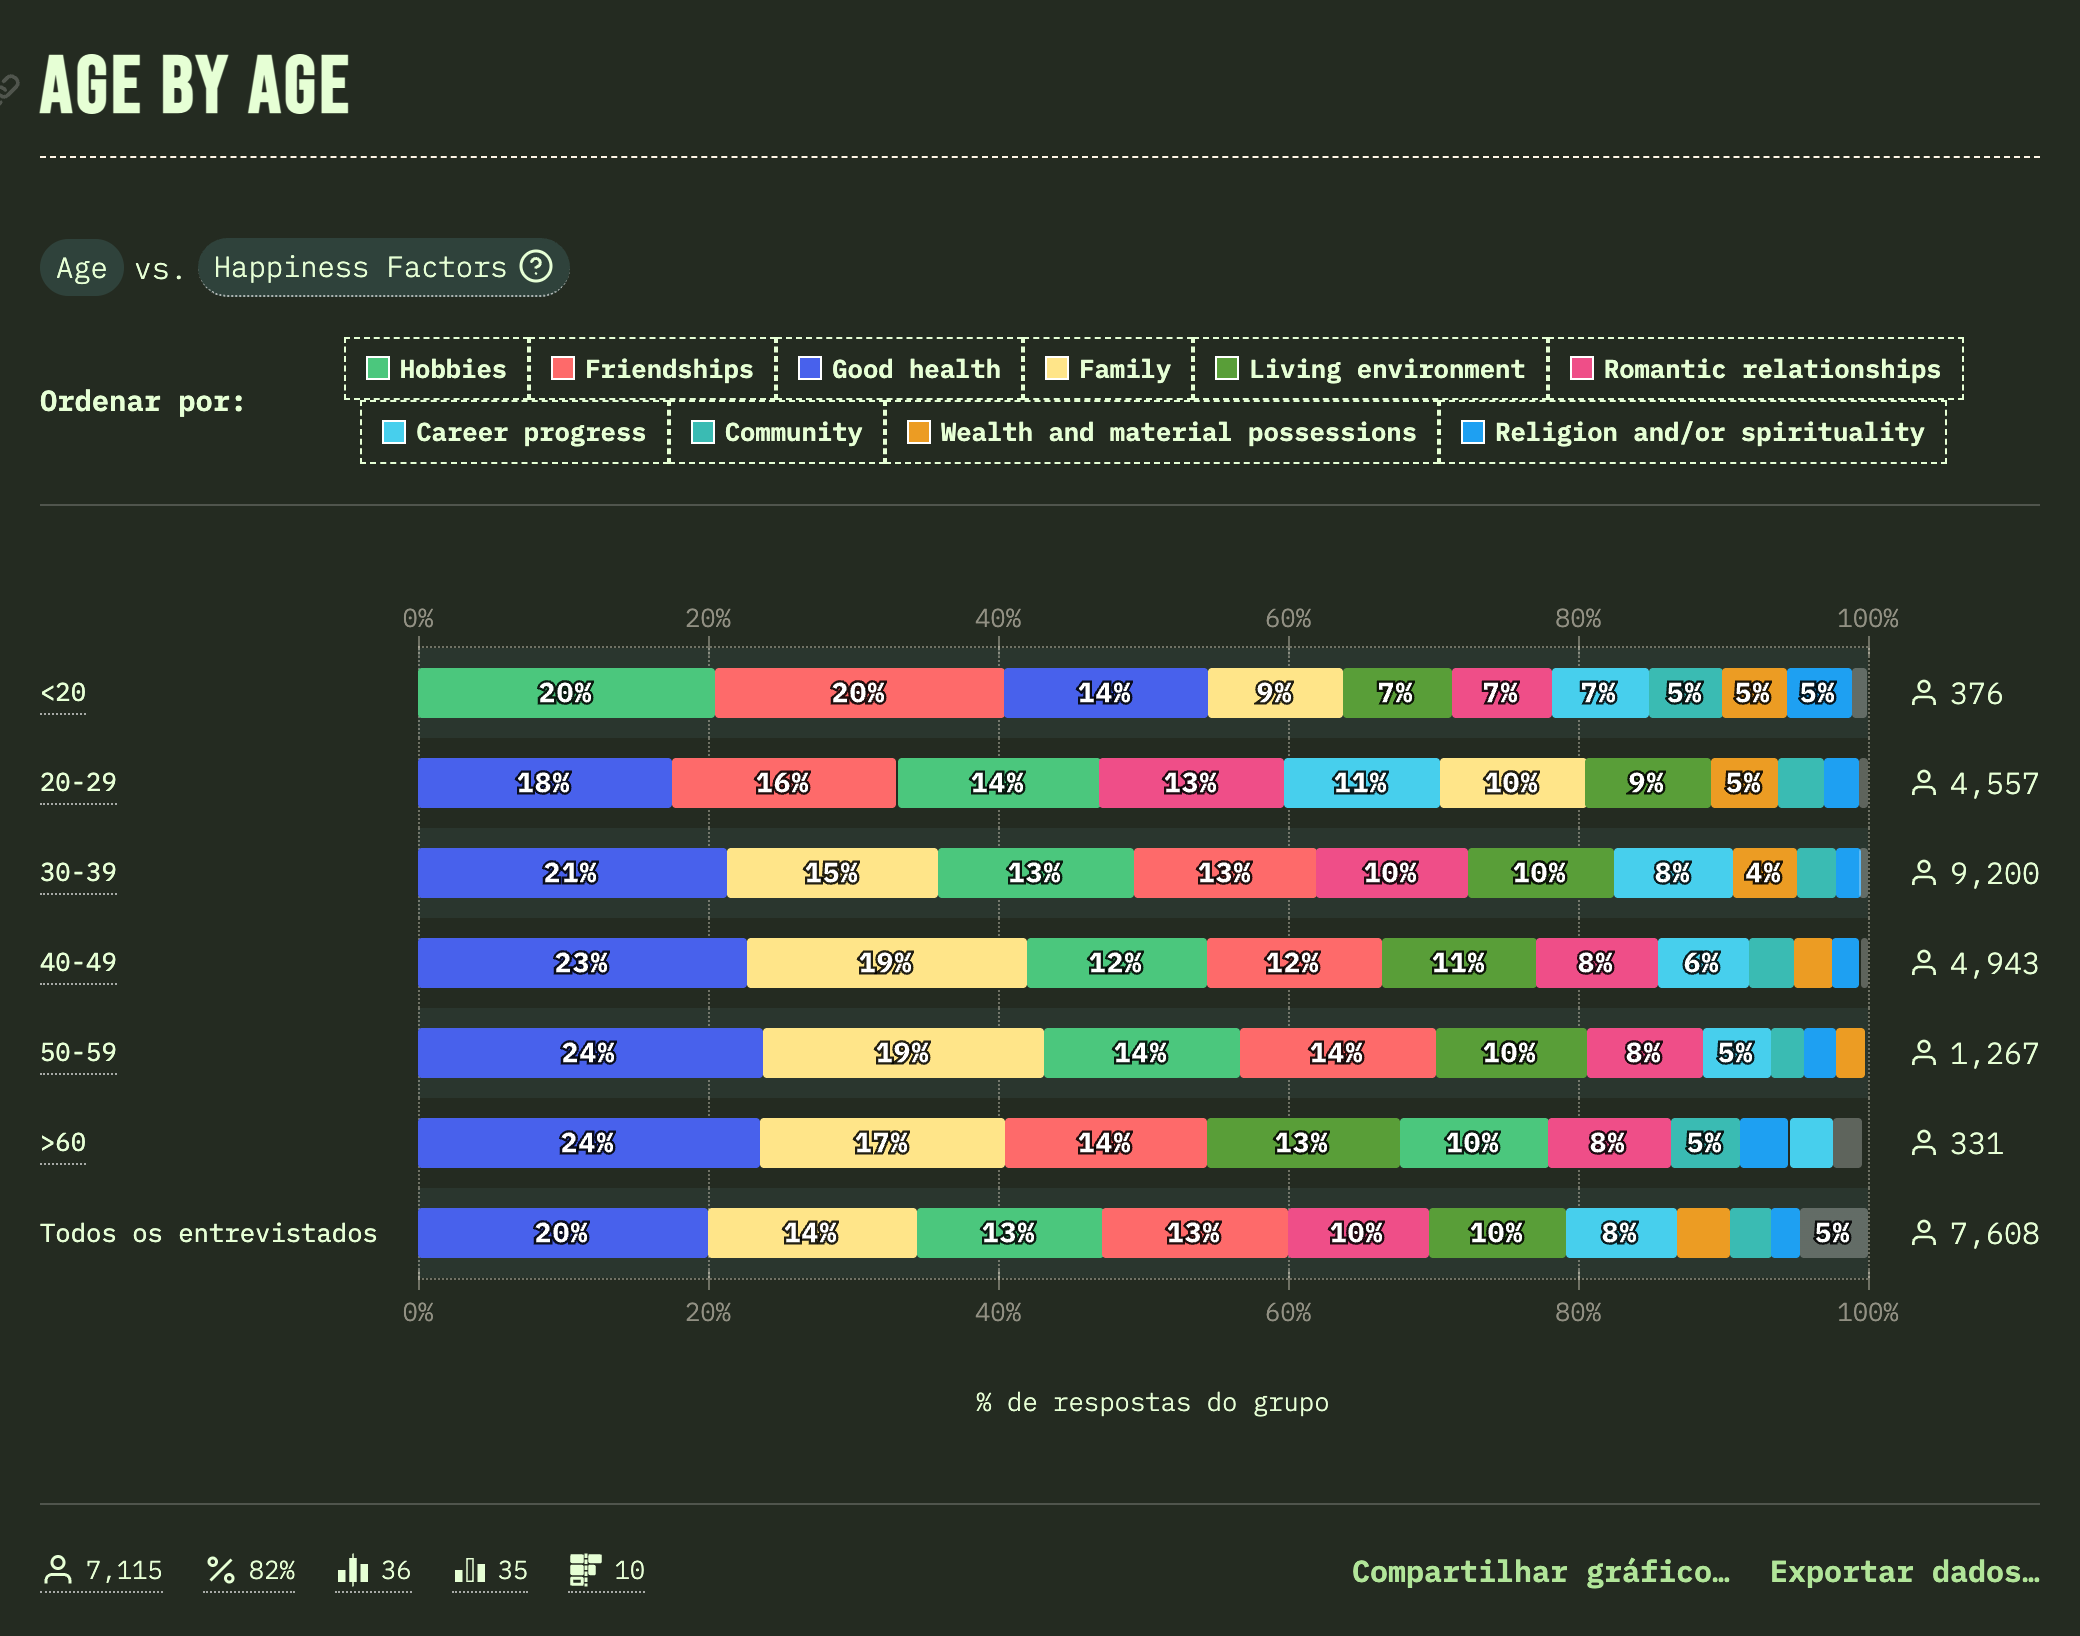 AGE BY AGE
Age vs. Happiness Factors ?
Ordenar por:
Hobbies Friendships Good health Family Living environment Romantic relationships
Career progress Community Wealth and material possessions Religion and/or spirituality
0% 20% 40% 60% 80% 100%
<20 20% 20% 14% 9% 7% 7% 7% 5% 5% 5% 376
20-29 18% 16% 14% 13% 11% 10% 9% 5% 4,557
30-39 21% 15% 13% 13% 10% 10% 8% 4% 9,200
40-49 23% 19% 12% 12% 11% 8% 6% 4,943
50-59 24% 19% 14% 14% 10% 8% 5% 1,267
>60 24% 17% 14% 13% 10% 8% 5% 331
Todos os entrevistados 20% 14% 13% 13% 10% 10% 8% 5% 7,608
0% 20% 40% 60% 80% 100%
% de respostas do grupo
7,115 % 82% 36 35 10 Compartilhar gráfico… Exportar dados…